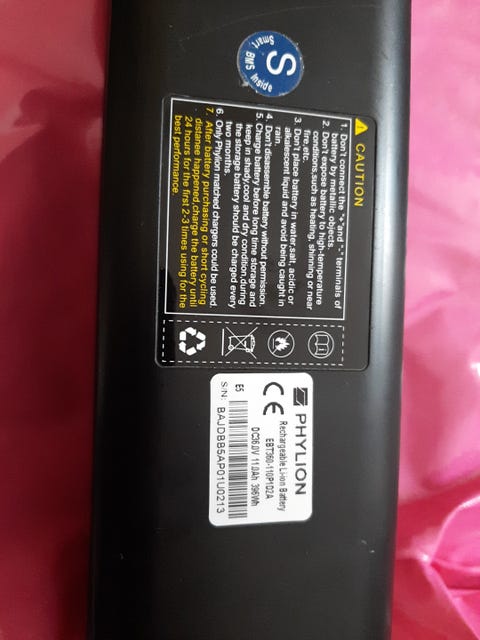 Smart
S
BMS Inside
CAUTION
1. Don't connect the "+"and "-" terminals of
battery by metallic objects.
2. Don't expose battery to high-temperature
conditions,such as heating, shinning or near
fire,etc.
3. Don't place battery in water,salt, acidic or
alkalescent liquid and avoid being caught in
rain.
4. Don't disassemble battery without permission.
5. Charge battery before long time storage and
keep in shady,cool and dry condition,during
the storage battery should be charged every
two months.
6. Only Phylion matched chargers could be used.
7. After battery purchasing or short cycling
distance happened,charge the battery until
24 hours for the first 2-3 times using for the
best performance.
PHYLION
Rechargeable Li-ion Battery
CE
EBT360-110P1D2A
DC36.0V 11.0Ah 396Wh
E5
S/N: BAJDBB5AP01U0213